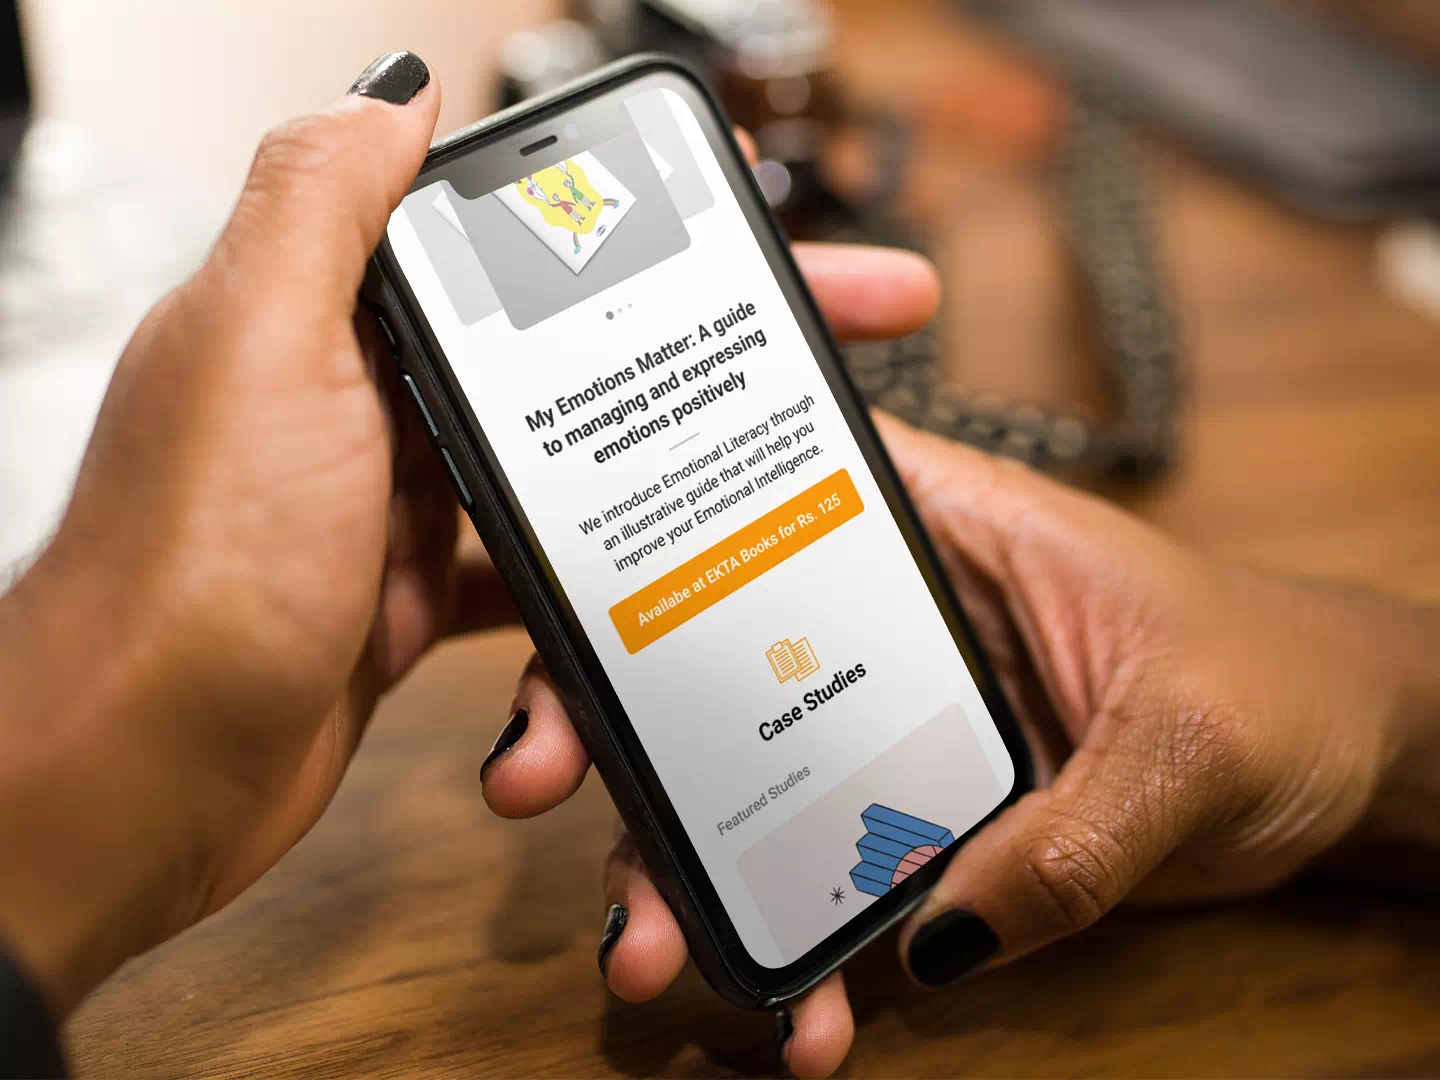 My Emotions Matter: A guide
to managing and expressing
emotions positively
We introduce Emotional Literacy through
an illustrative guide that will help you
improve your Emotional Intelligence.
Availabe at EKTA Books for Rs. 125
Case Studies
Featured Studies